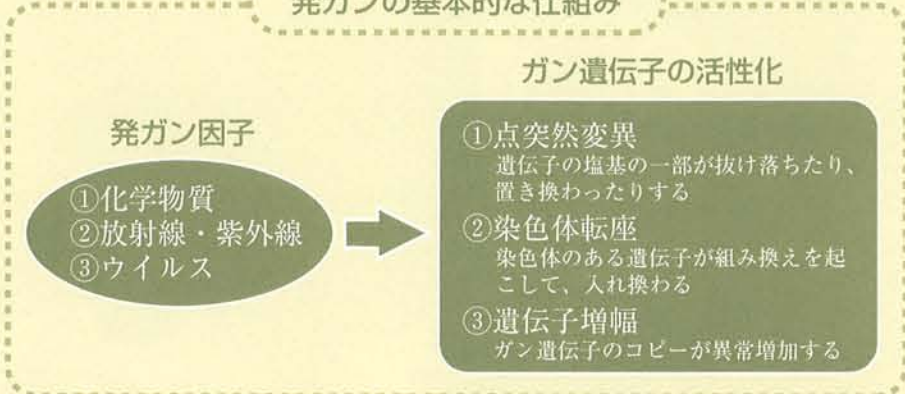 発ガンの基本的な仕組み
発ガン因子
①化学物質
②放射線・紫外線
③ウイルス
ガン遺伝子の活性化
①点突然変異
遺伝子の塩基の一部が抜け落ちたり、
置き換わったりする
②染色体転座
染色体のある遺伝子が組み換えを起
こして、入れ換わる
③遺伝子増幅
ガン遺伝子のコピーが異常増加する